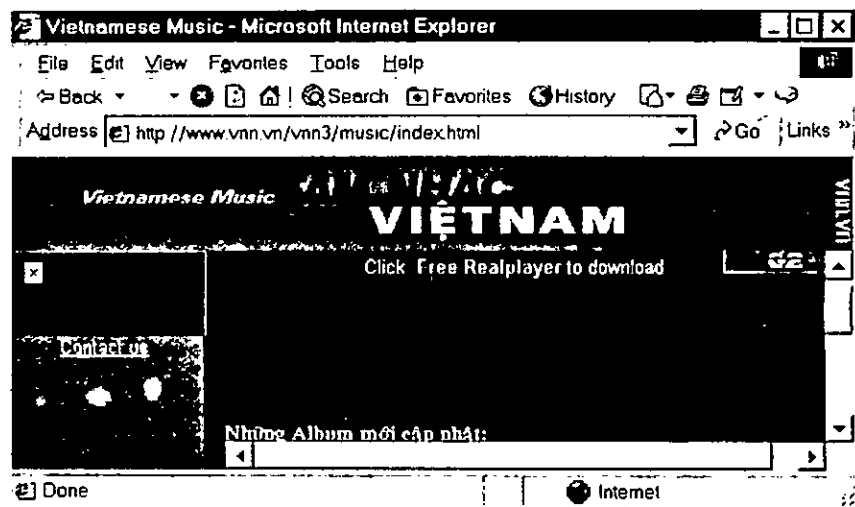 Vietnamese Music - Microsoft Internet Explorer
File Edit View Favorites Tools Help
Back Search Favorites History
Address http //www.vnn.vn/vnn3/music/index.html Go Links »
Vietnamese Music
VIỆTNAM
Click Free Realplayer to download G2
Contact us
Những Album mới cập nhật:
Done Internet